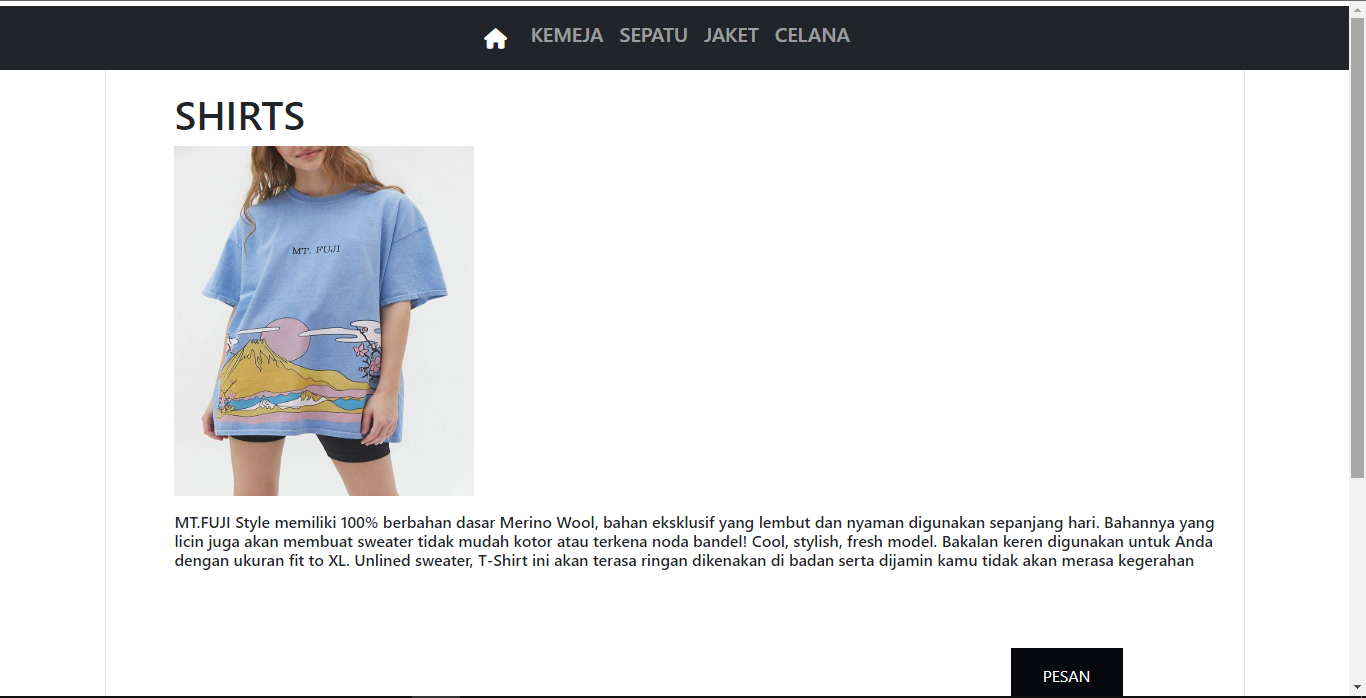 KEMEJA SEPATU JAKET CELANA
SHIRTS
MT. FUJI
MT.FUJI Style memiliki 100% berbahan dasar Merino Wool, bahan eksklusif yang lembut dan nyaman digunakan sepanjang hari. Bahannya yang
licin juga akan membuat sweater tidak mudah kotor atau terkena noda bandel! Cool, stylish, fresh model. Bakalan keren digunakan untuk Anda
dengan ukuran fit to XL. Unlined sweater, T-Shirt ini akan terasa ringan dikenakan di badan serta dijamin kamu tidak akan merasa kegerahan
PESAN